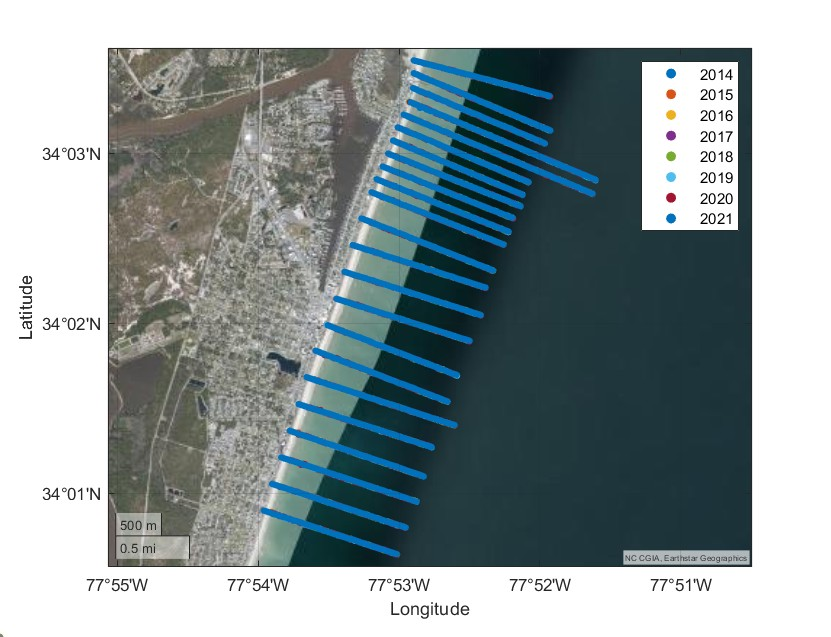 2014
2015
2016
2017
2018
2019
2020
2021
34°03'N
34°02'N
34°01'N
Latitude
500 m
0.5 mi
NC CGIA, Earthstar Geographics
77°55'W
77°54'W
77°53'W
77°52'W
77°51'W
Longitude